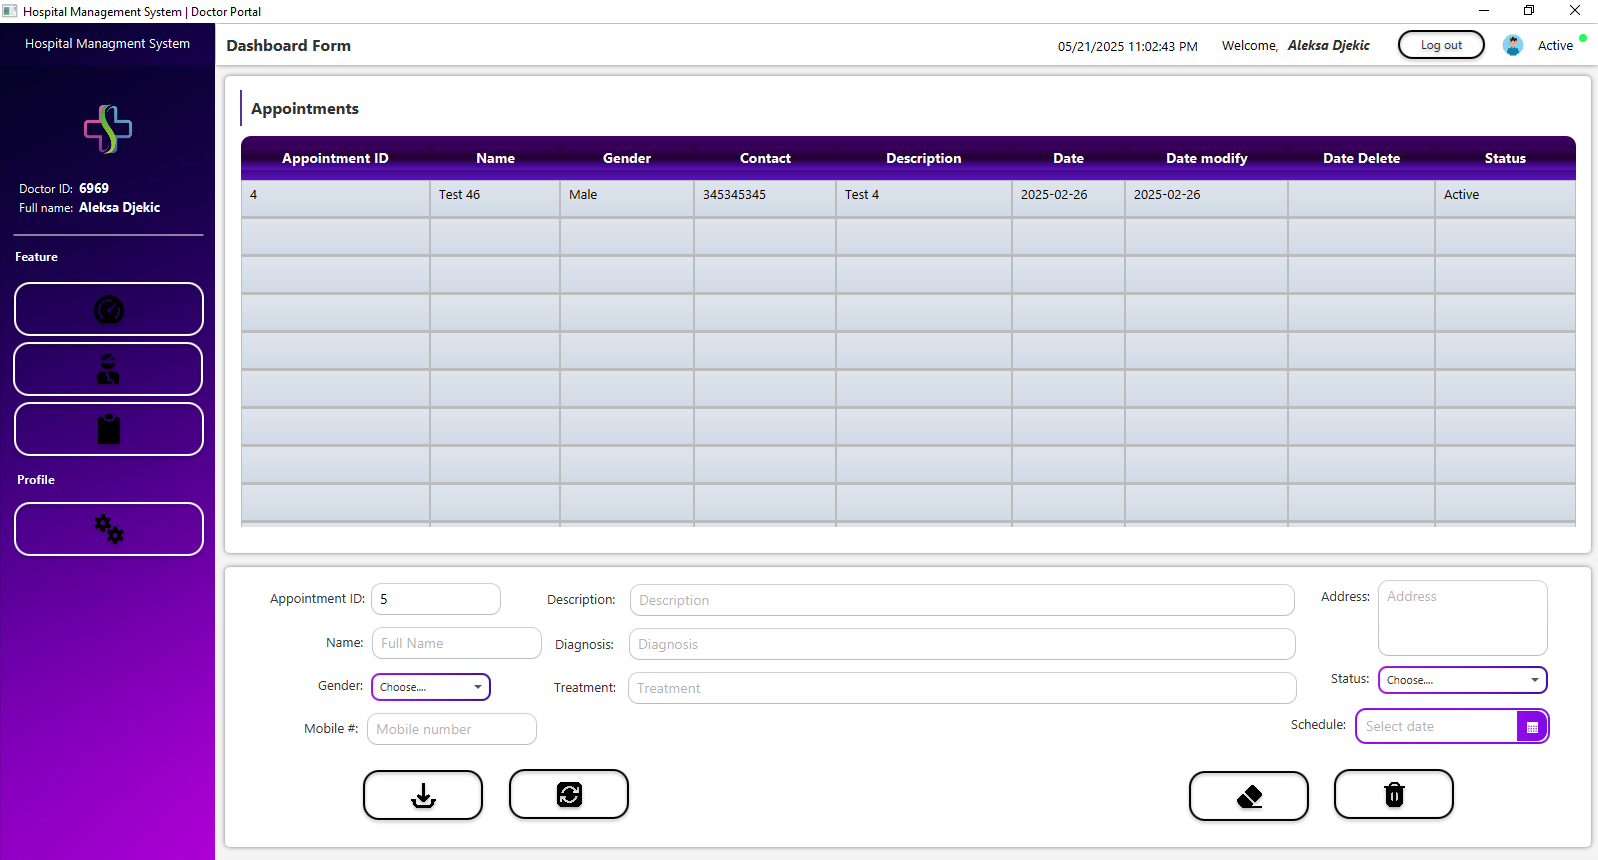 Hospital Management System | Doctor Portal
Hospital Managment System
Dashboard Form
05/21/2025 11:02:43 PM
Welcome, Aleksa Djekic
Log out
Active
Doctor ID: 6969
Full name: Aleksa Djekic
Feature
Profile
Appointments
Appointment ID Name Gender Contact Description Date Date modify Date Delete Status
4 Test 46 Male 345345345 Test 4 2025-02-26 2025-02-26 Active
Appointment ID: 5
Name: Full Name
Gender: Choose....
Mobile #: Mobile number
Description: Description
Diagnosis: Diagnosis
Treatment: Treatment
Address: Address
Status: Choose....
Schedule: Select date